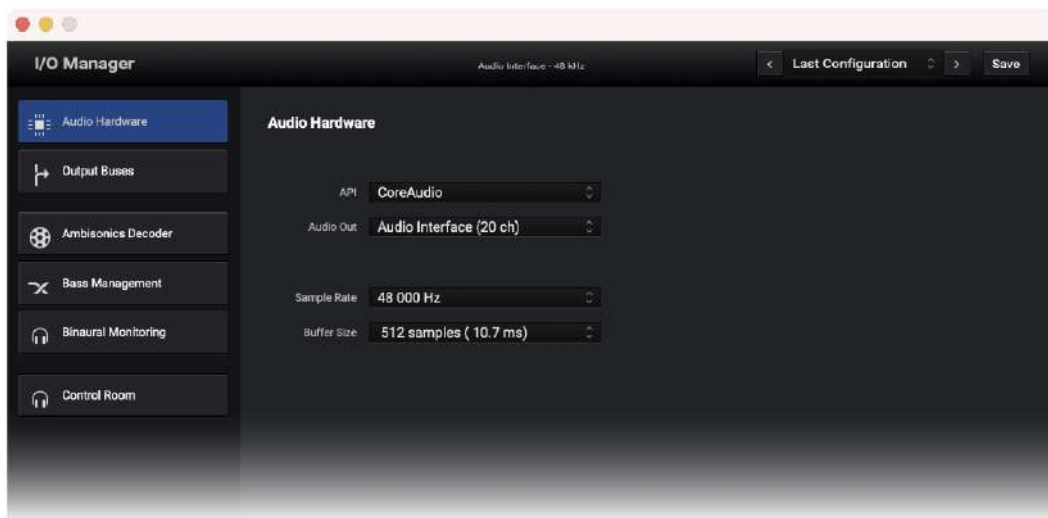 I/O Manager
Audio Interface - 48 kHz
< Last Configuration > Save
Audio Hardware
Output Buses
Ambisonics Decoder
Bass Management
Binaural Monitoring
Control Room
Audio Hardware
API CoreAudio
Audio Out Audio Interface (20 ch)
Sample Rate 48 000 Hz
Buffer Size 512 samples ( 10.7 ms)